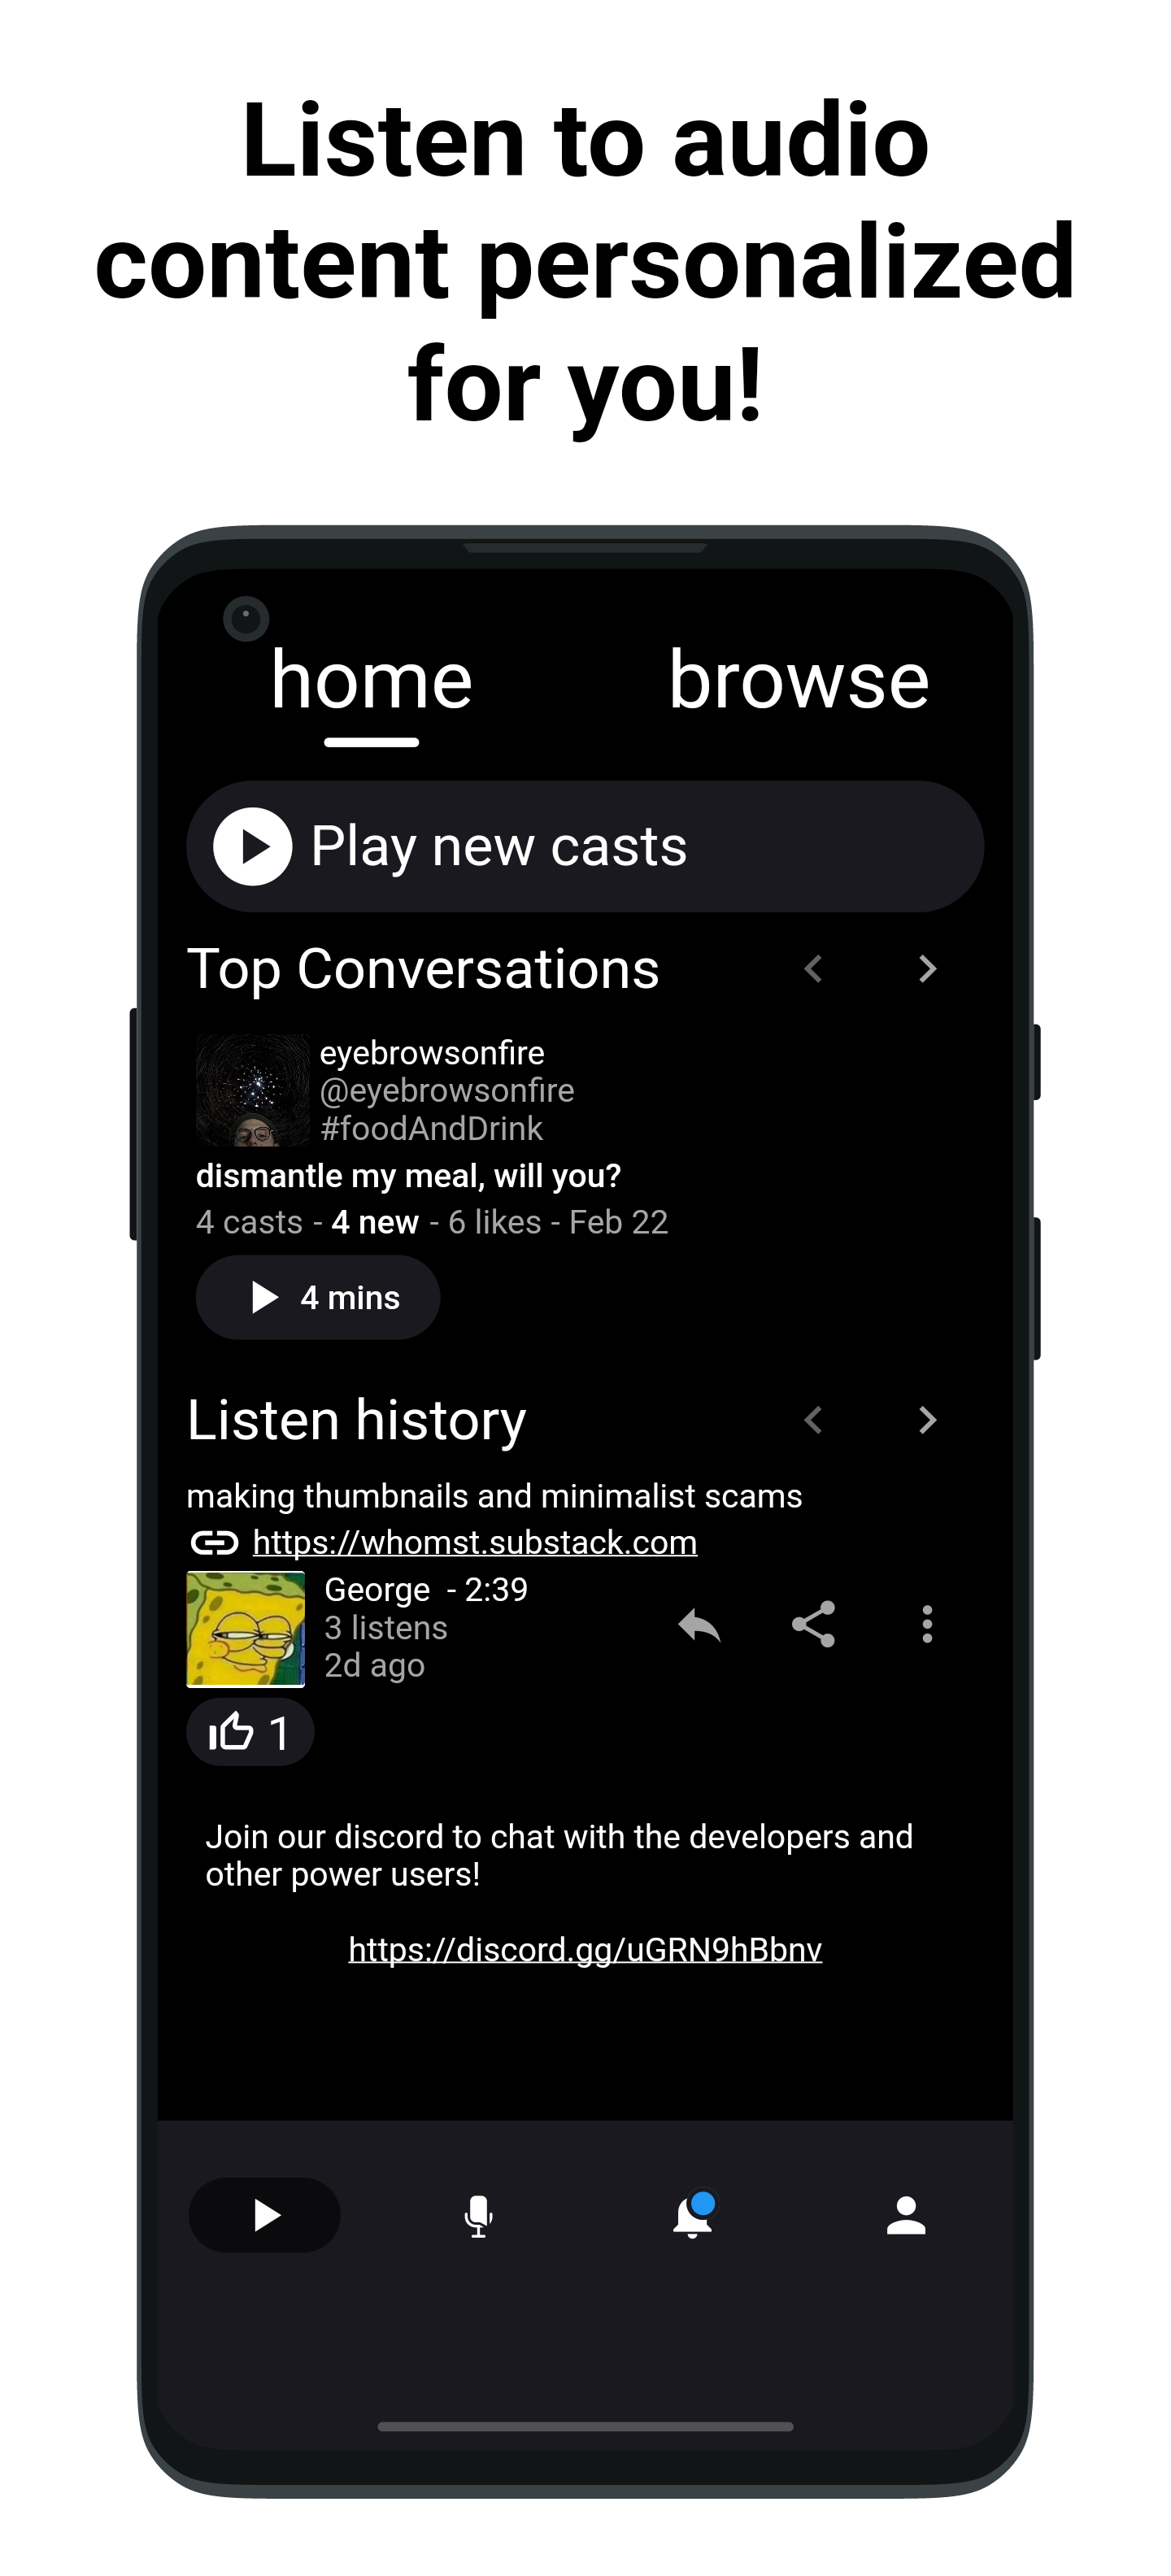 Listen to audio
content personalized
for you!
home
browse
Play new casts
Top Conversations
eyebrowsonfire
@eyebrowsonfire
#foodAndDrink
dismantle my meal, will you?
4 casts - 4 new - 6 likes - Feb 22
4 mins
Listen history
making thumbnails and minimalist scams
https://whomst.substack.com
George - 2:39
3 listens
2d ago
1
Join our discord to chat with the developers and
other power users!
https://discord.gg/uGRN9hBbnv